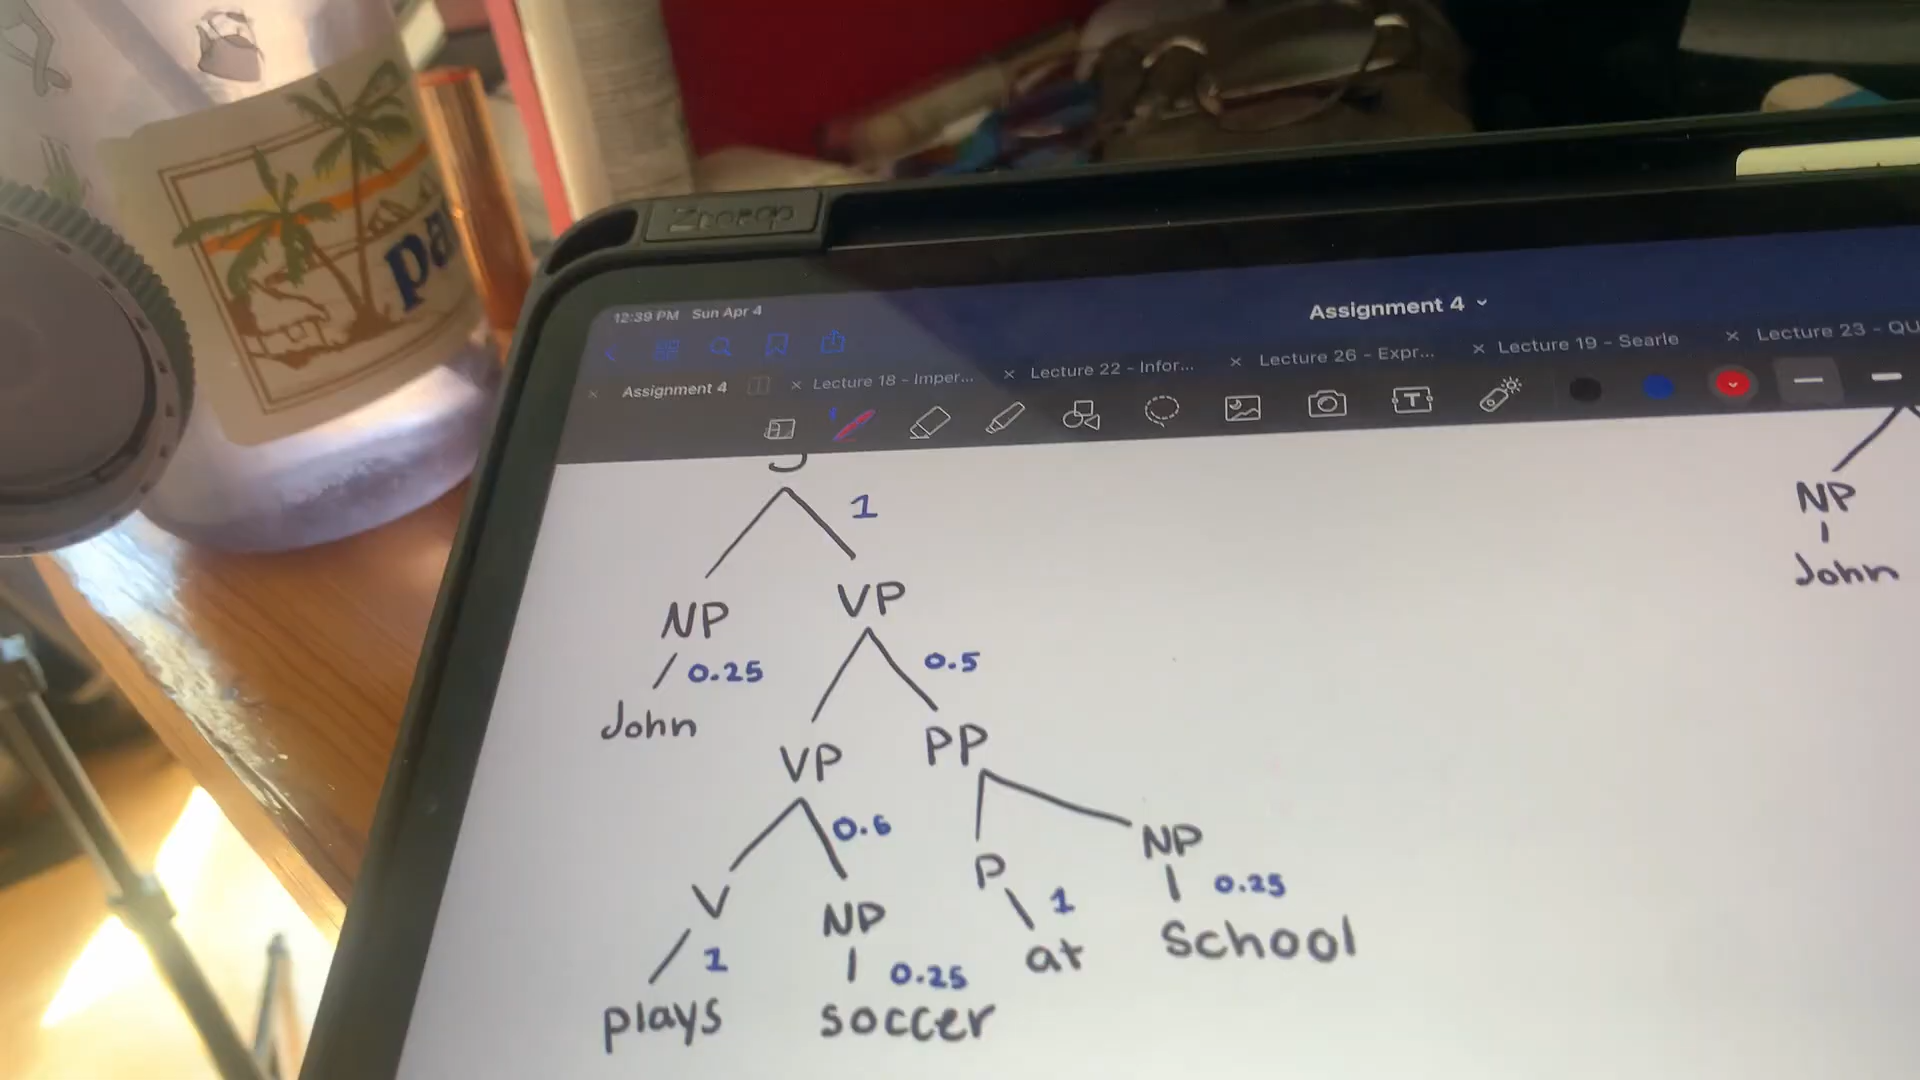 Zhogop
pa
12:39 PM Sun Apr 4
Assignment 4
Assignment 4
Lecture 18 - Imper...
Lecture 22 - Infor...
Lecture 26 - Expr...
Lecture 19 - Searle
Lecture 23 - QU
T
S
1
NP
VP
NP
0.25
0.5
John
John
VP
PP
0.6
P
NP
V
NP
1
0.25
1
0.25
at
school
plays
soccer